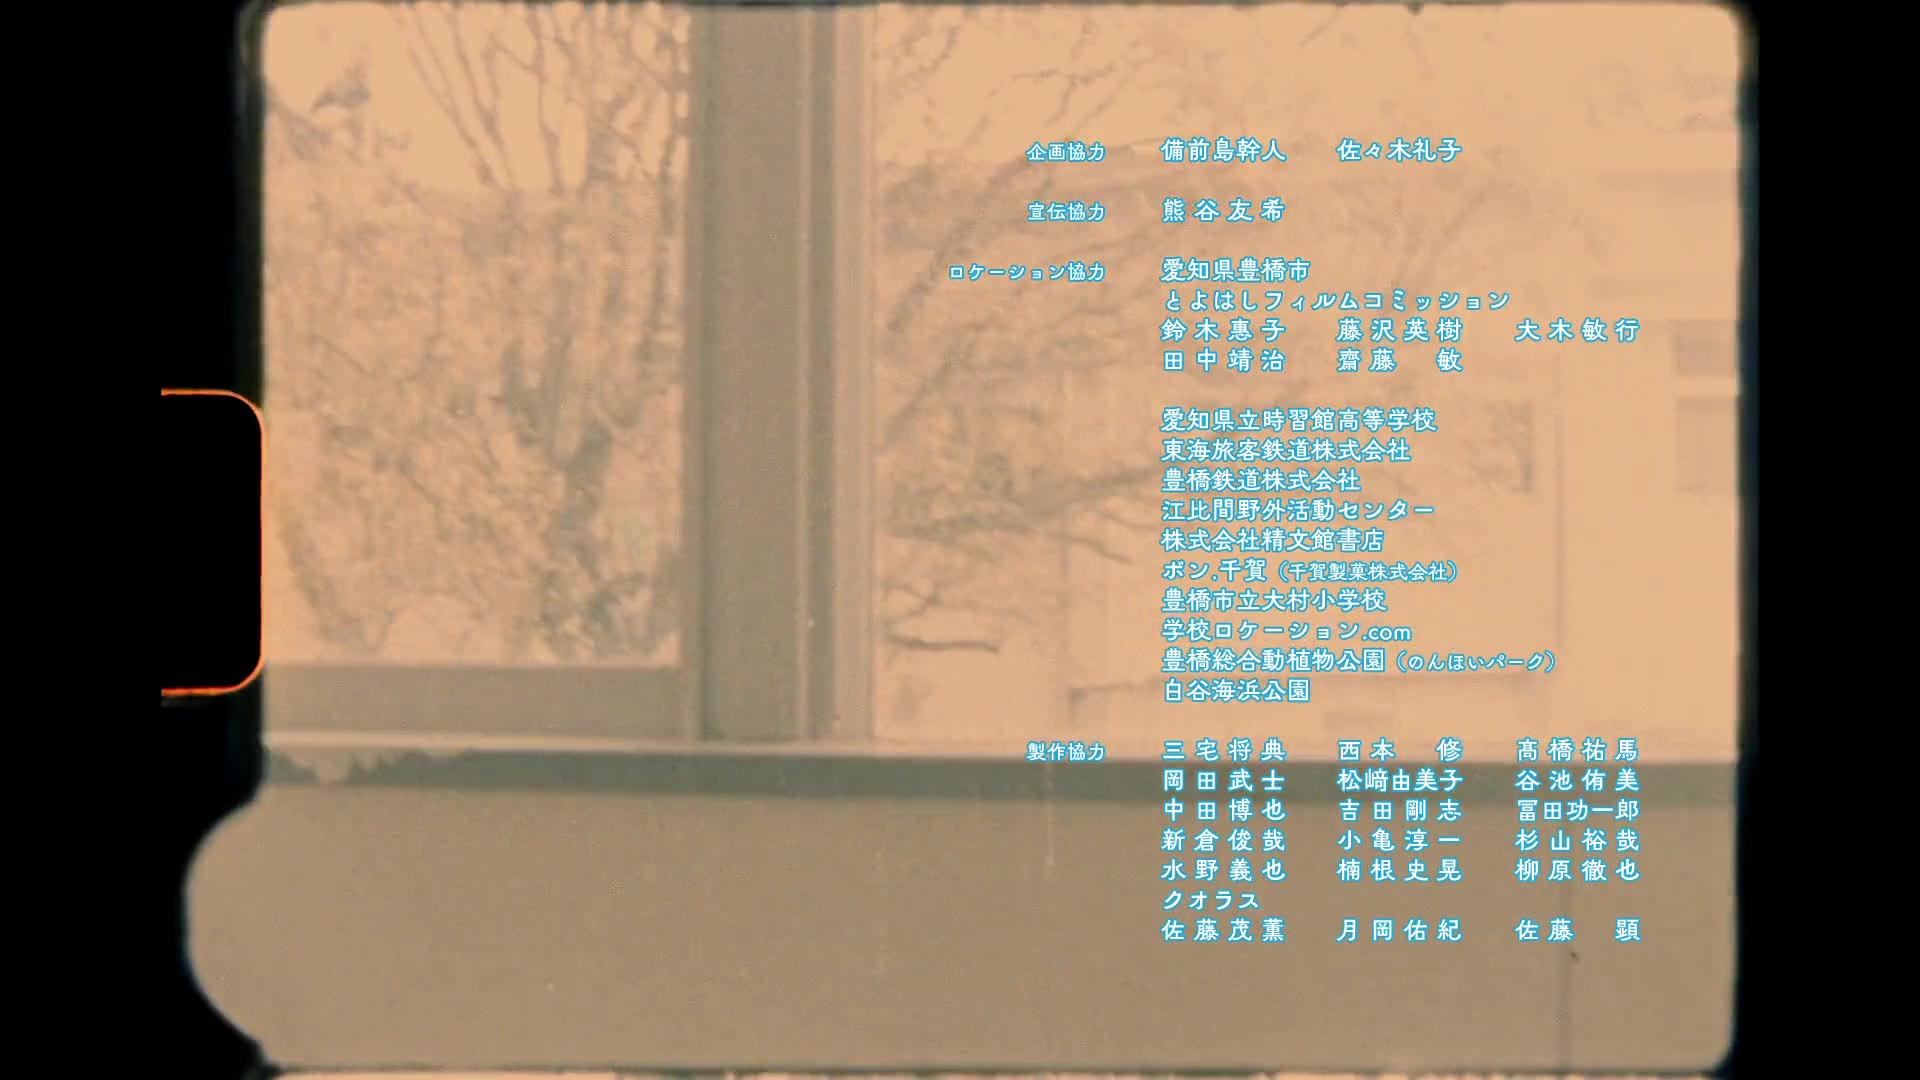 企画協力 備前島幹人 佐々木礼子
宣伝協力 熊谷友希
ロケーション協力 愛知県豊橋市
とよはしフィルムコミッション
鈴木惠子 藤沢英樹 大木敏行
田中靖治 齋藤敏
愛知県立時習館高等学校
東海旅客鉄道株式会社
豊橋鉄道株式会社
江比間野外活動センター
株式会社精文館書店
ボン.千賀（千賀製菓株式会社）
豊橋市立大村小学校
学校ロケーション.com
豊橋総合動植物公園（のんほいパーク）
白谷海浜公園
製作協力 三宅将典 西本修 髙橋祐馬
岡田武士 松﨑由美子 谷池侑美
中田博也 吉田剛志 冨田功一郎
新倉俊哉 小亀淳一 杉山裕哉
水野義也 楠根史晃 柳原徹也
クオラス
佐藤茂薫 月岡佑紀 佐藤顕